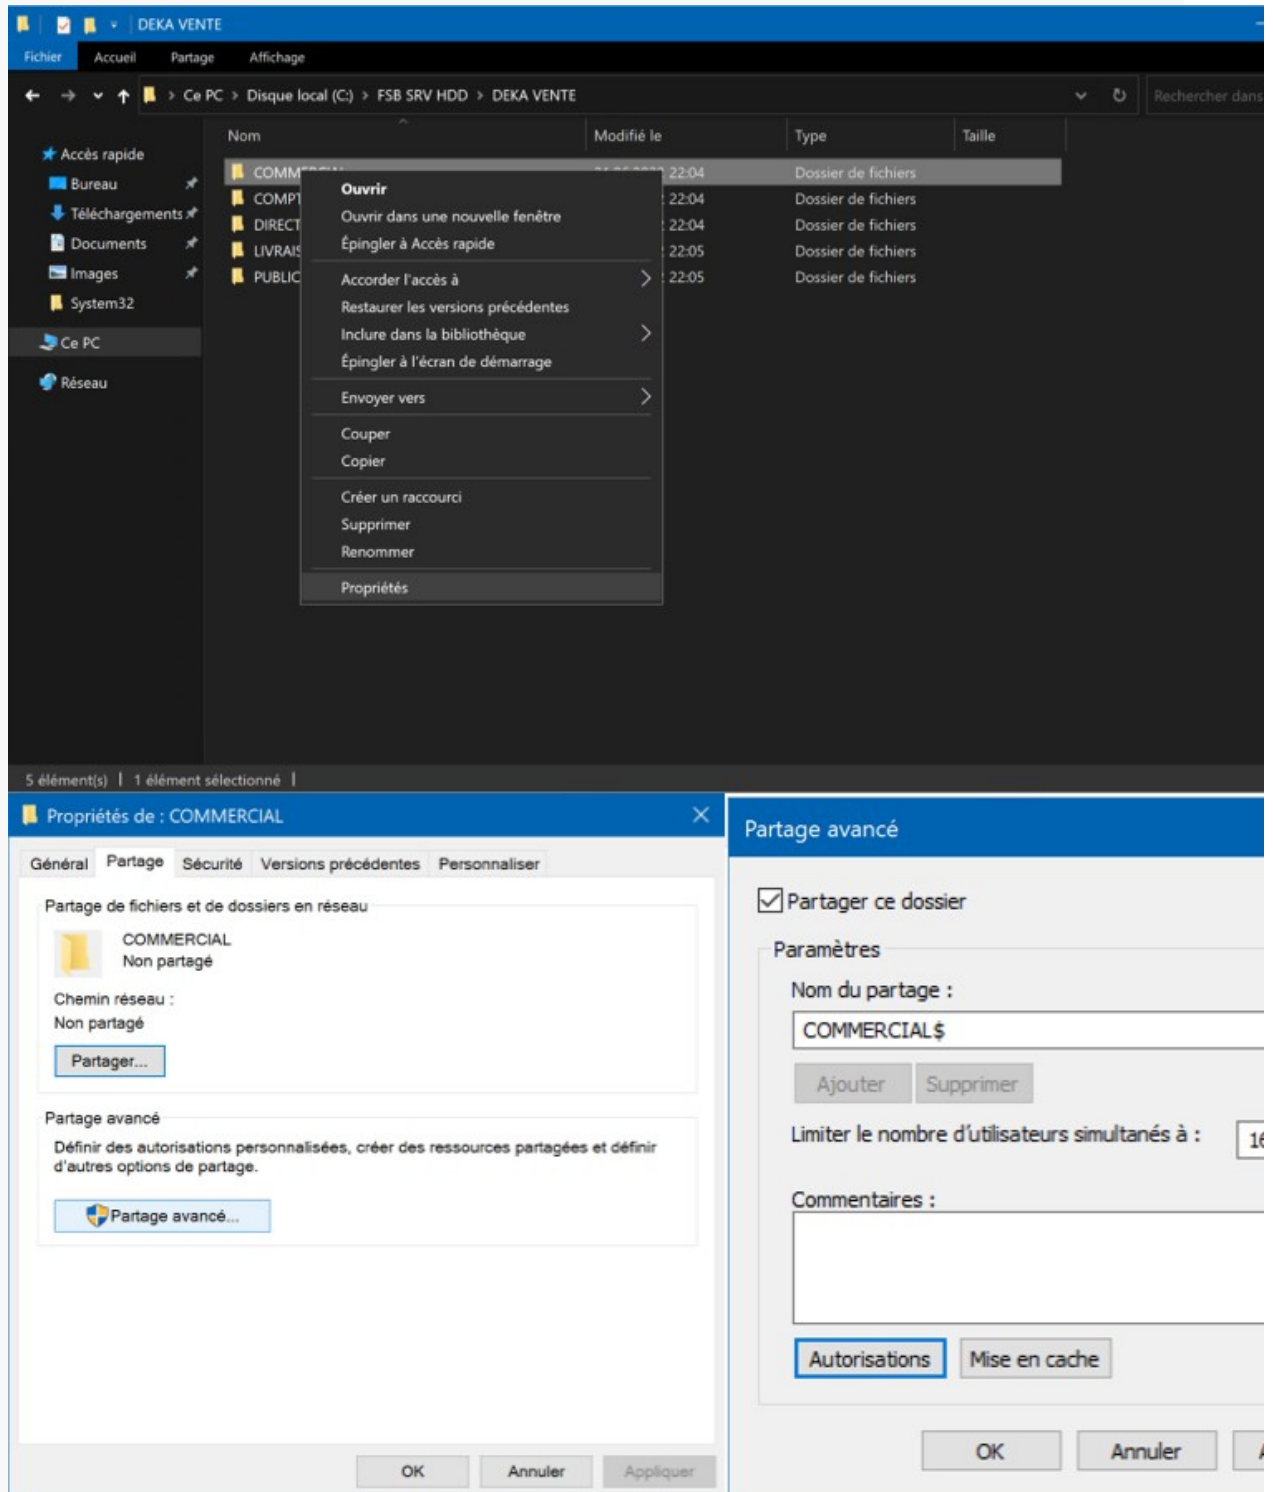 DEKA VENTE
Fichier Accueil Partage Affichage
Ce PC > Disque local (C:) > FSB SRV HDD > DEKA VENTE Rechercher dans
Nom Modifié le Type Taille
Accès rapide
Bureau
Téléchargements
Documents
Images
System32
Ce PC
Réseau
22:04 Dossier de fichiers
22:04 Dossier de fichiers
DIRECT 22:04 Dossier de fichiers
LIVRAIS 22:05 Dossier de fichiers
PUBLIC 22:05 Dossier de fichiers
Ouvrir
Ouvrir dans une nouvelle fenêtre
Épingler à Accès rapide
Accorder l'accès à
Restaurer les versions précédentes
Inclure dans la bibliothèque
Épingler à l'écran de démarrage
Envoyer vers
Couper
Copier
Créer un raccourci
Supprimer
Renommer
Propriétés
5 élément(s) | 1 élément sélectionné |
Propriétés de : COMMERCIAL
Général Partage Sécurité Versions précédentes Personnaliser
Partage de fichiers et de dossiers en réseau
COMMERCIAL
Non partagé
Chemin réseau :
Non partagé
Partager...
Partage avancé
Définir des autorisations personnalisées, créer des ressources partagées et définir
d'autres options de partage.
Partage avancé...
OK Annuler Appliquer
Partage avancé
Partager ce dossier
Paramètres
Nom du partage :
COMMERCIAL$
Ajouter Supprimer
Limiter le nombre d'utilisateurs simultanés à : 16
Commentaires :
Autorisations Mise en cache
OK Annuler A